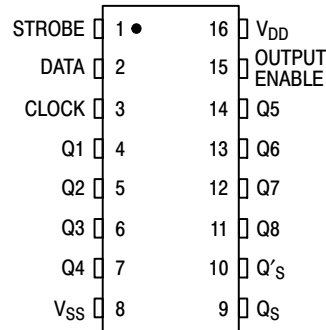 STROBE 1 16 VDD
DATA 2 15 OUTPUT ENABLE
CLOCK 3 14 Q5
Q1 4 13 Q6
Q2 5 12 Q7
Q3 6 11 Q8
Q4 7 10 Q′S
VSS 8 9 QS